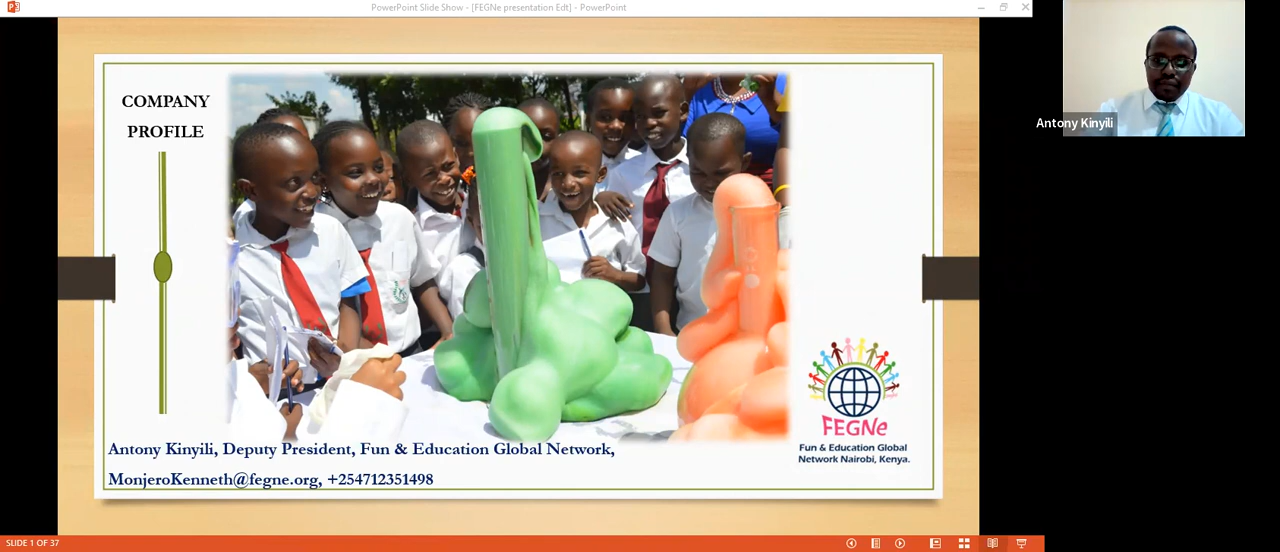 PowerPoint Slide Show - [FEGNe presentation Edt] - PowerPoint
COMPANY
PROFILE
Antony Kinyili
FEGNe
Fun & Education Global
Network Nairobi, Kenya.
Antony Kinyili, Deputy President, Fun & Education Global Network,
MonjeroKenneth@fegne.org, +254712351498
SLIDE 1 OF 37